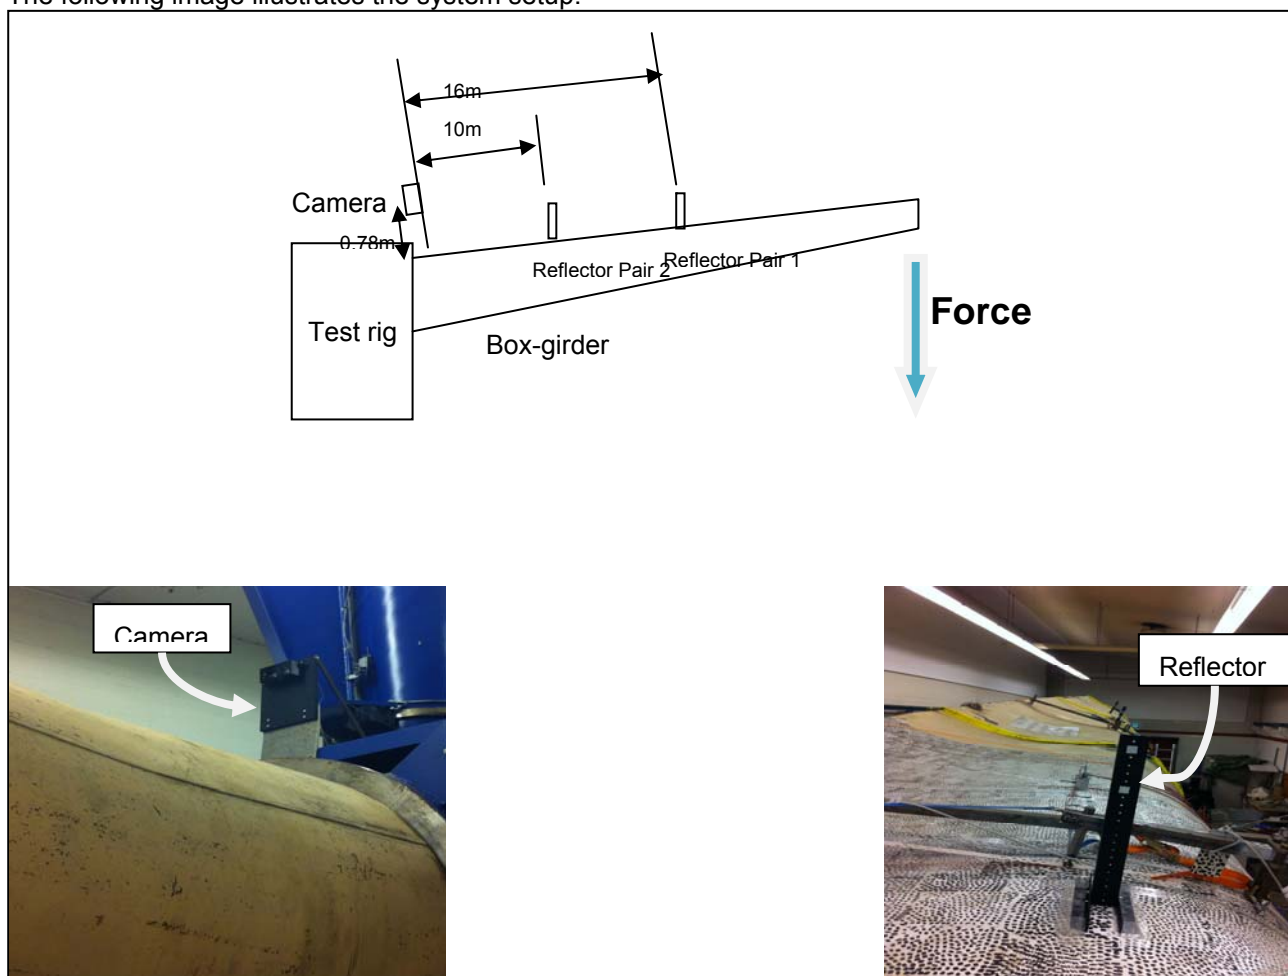 The following image illustrates the system setup:
16m
10m
Camera
0.78m
Reflector Pair 2
Reflector Pair 1
Force
Test rig
Box-girder
Camera
Reflector